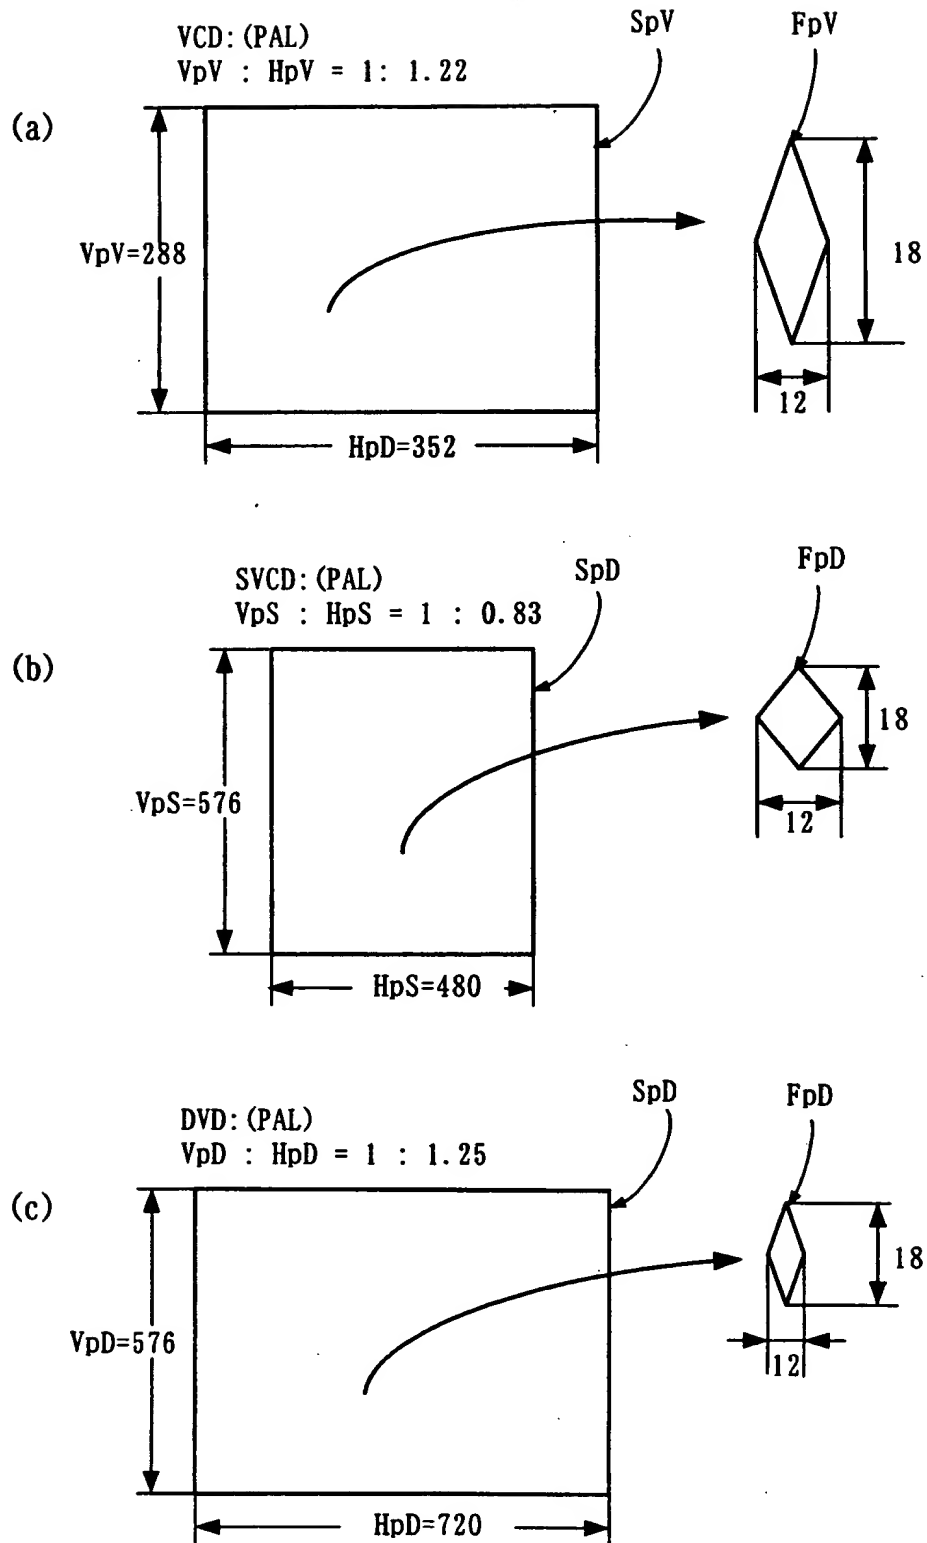 VCD:(PAL)
VpV : HpV = 1: 1.22
SpV
FpV
(a)
VpV=288
18
12
HpD=352
SVCD:(PAL)
VpS : HpS = 1 : 0.83
SpD
FpD
(b)
VpS=576
18
12
HpS=480
DVD:(PAL)
VpD : HpD = 1 : 1.25
SpD
FpD
(c)
VpD=576
18
12
HpD=720